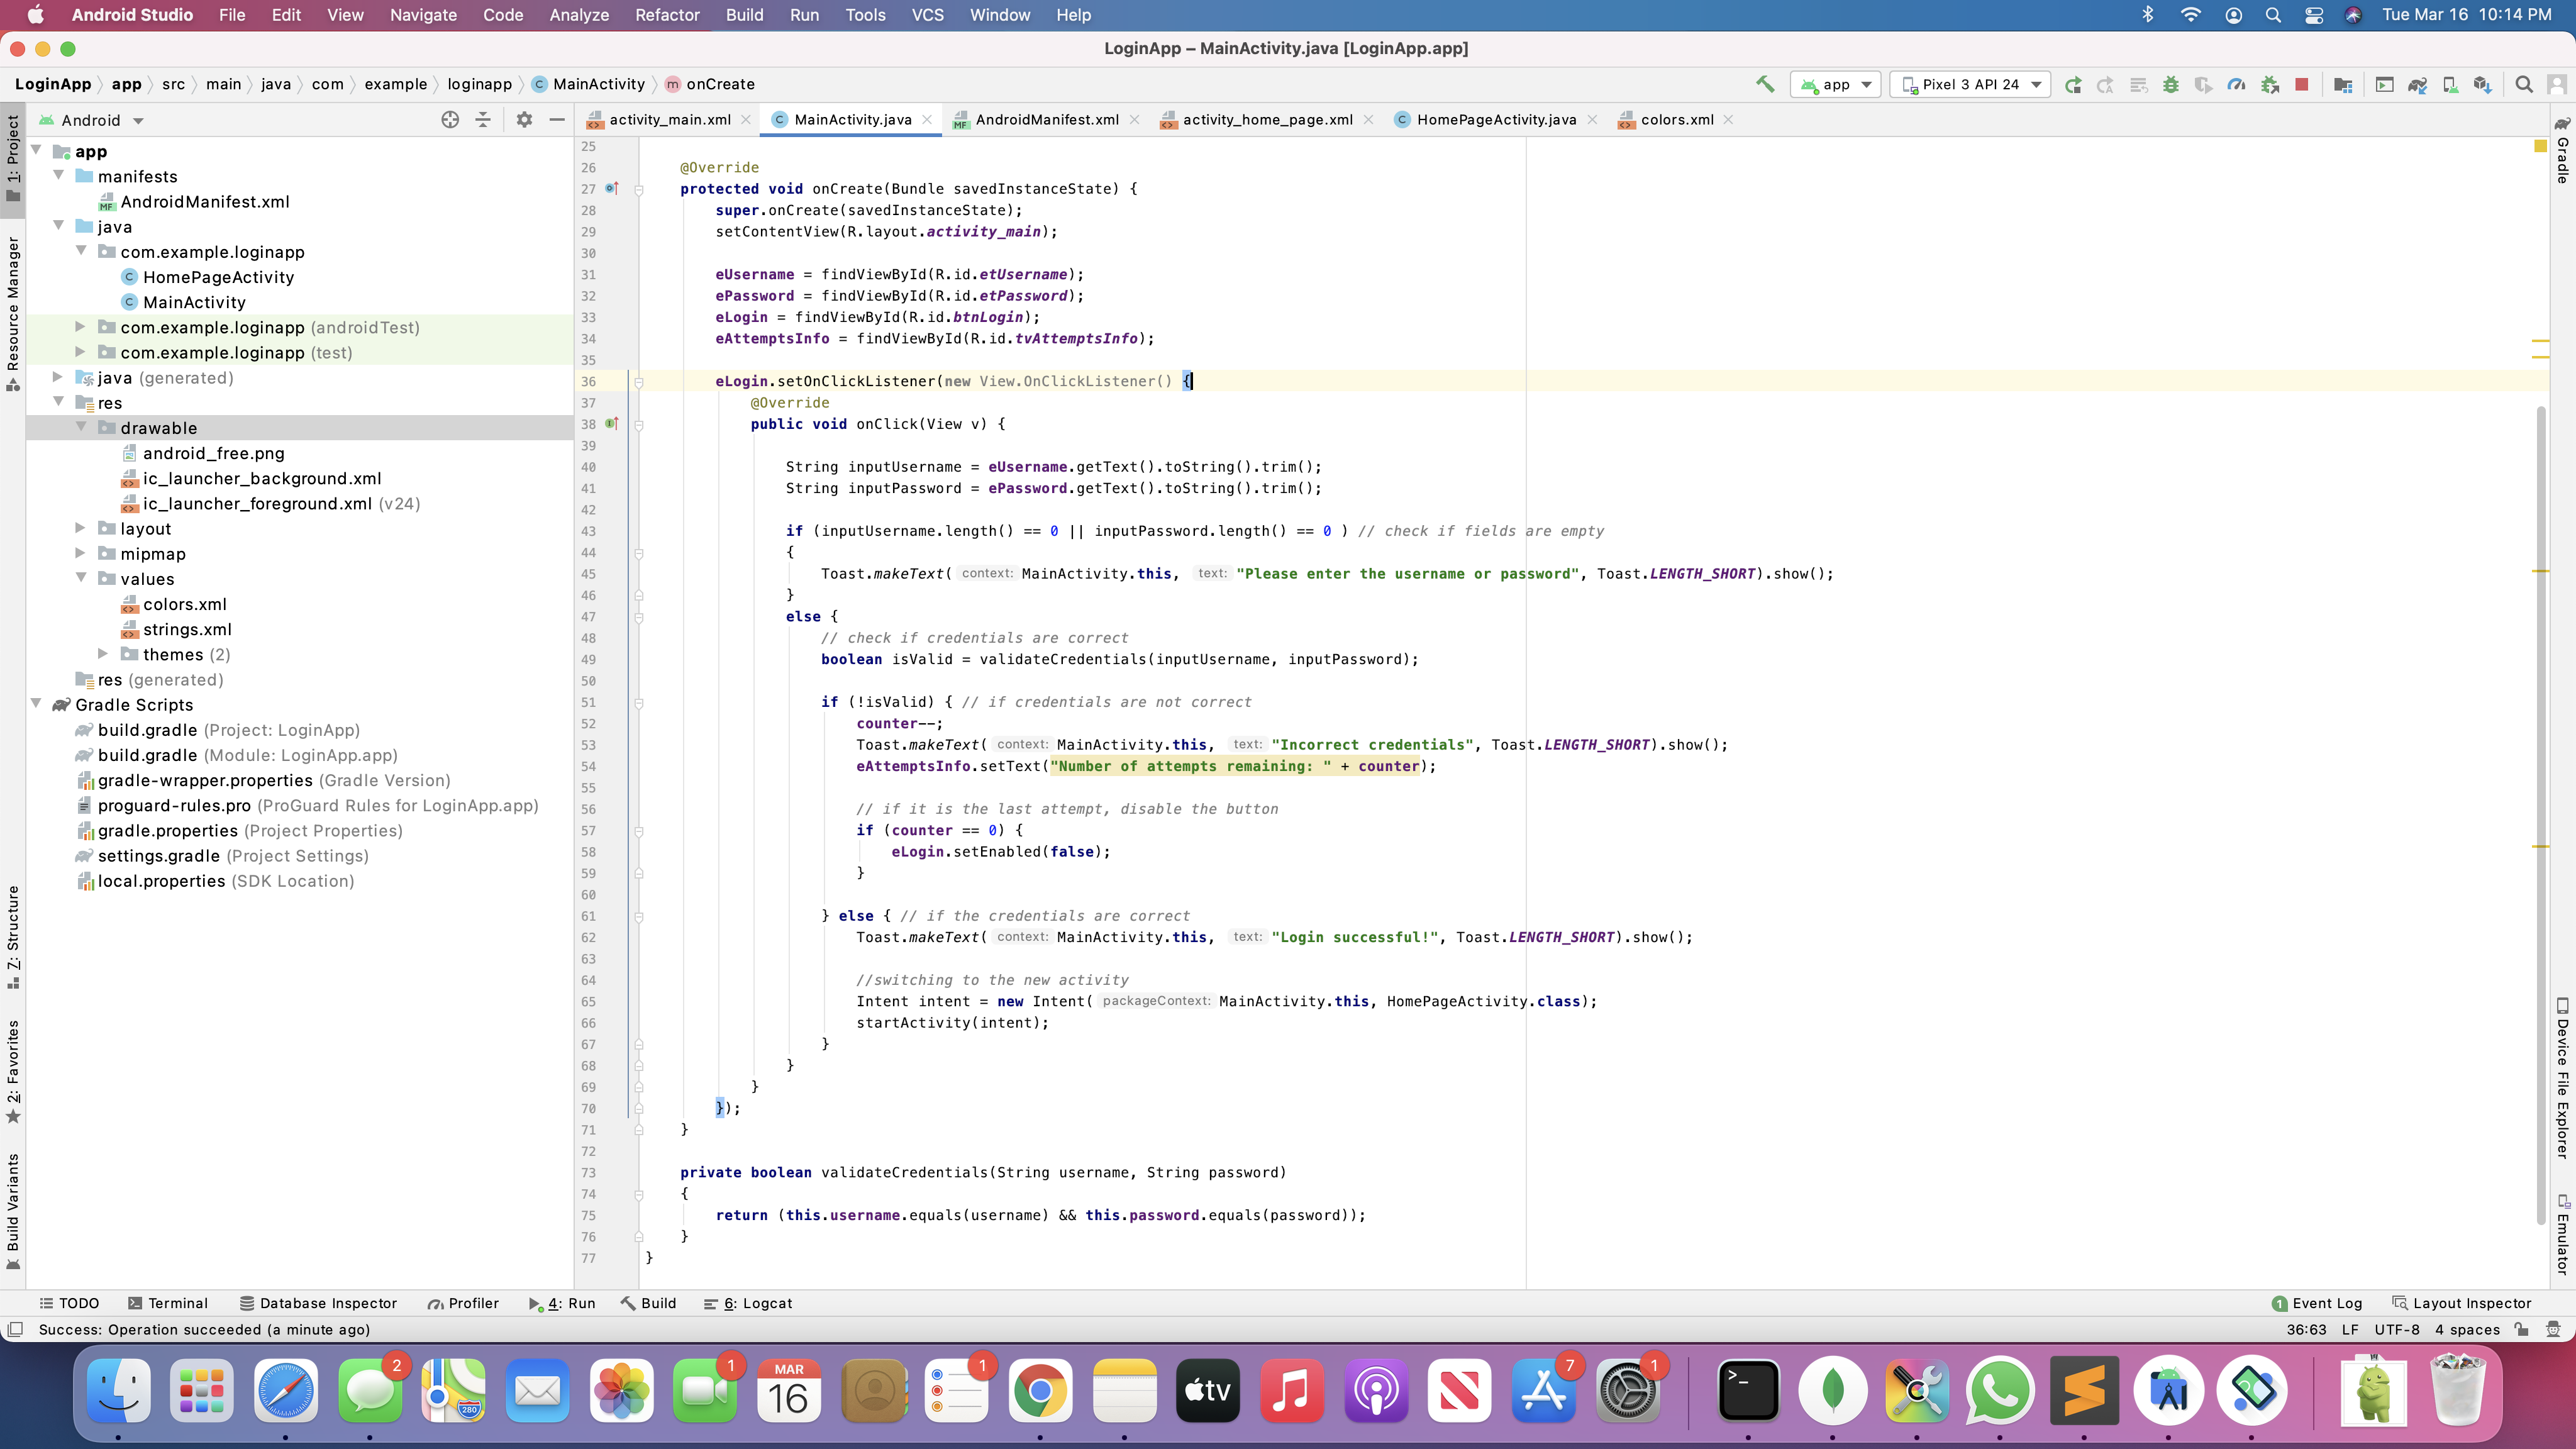 Android Studio File Edit View Navigate Code Analyze Refactor Build Run Tools VCS Window Help Tue Mar 16 10:14 PM
LoginApp – MainActivity.java [LoginApp.app]
LoginApp app src main java com example loginapp MainActivity onCreate app Pixel 3 API 24
Android
activity_main.xml MainActivity.java AndroidManifest.xml activity_home_page.xml HomePageActivity.java colors.xml
1: Project
Resource Manager
7: Structure
2: Favorites
Build Variants
app
manifests
AndroidManifest.xml
java
com.example.loginapp
HomePageActivity
MainActivity
com.example.loginapp (androidTest)
com.example.loginapp (test)
java (generated)
res
drawable
android_free.png
ic_launcher_background.xml
ic_launcher_foreground.xml (v24)
layout
mipmap
values
colors.xml
strings.xml
themes (2)
res (generated)
Gradle Scripts
build.gradle (Project: LoginApp)
build.gradle (Module: LoginApp.app)
gradle-wrapper.properties (Gradle Version)
proguard-rules.pro (ProGuard Rules for LoginApp.app)
gradle.properties (Project Properties)
settings.gradle (Project Settings)
local.properties (SDK Location)
25
26 @Override
27 protected void onCreate(Bundle savedInstanceState) {
28 super.onCreate(savedInstanceState);
29 setContentView(R.layout.activity_main);
30
31 eUsername = findViewById(R.id.etUsername);
32 ePassword = findViewById(R.id.etPassword);
33 eLogin = findViewById(R.id.btnLogin);
34 eAttemptsInfo = findViewById(R.id.tvAttemptsInfo);
35
36 eLogin.setOnClickListener(new View.OnClickListener() {
37 @Override
38 public void onClick(View v) {
39
40 String inputUsername = eUsername.getText().toString().trim();
41 String inputPassword = ePassword.getText().toString().trim();
42
43 if (inputUsername.length() == 0 || inputPassword.length() == 0 ) // check if fields are empty
44 {
45 Toast.makeText( context: MainActivity.this, text: "Please enter the username or password", Toast.LENGTH_SHORT).show();
46 }
47 else {
48 // check if credentials are correct
49 boolean isValid = validateCredentials(inputUsername, inputPassword);
50
51 if (!isValid) { // if credentials are not correct
52 counter--;
53 Toast.makeText( context: MainActivity.this, text: "Incorrect credentials", Toast.LENGTH_SHORT).show();
54 eAttemptsInfo.setText("Number of attempts remaining: " + counter);
55
56 // if it is the last attempt, disable the button
57 if (counter == 0) {
58 eLogin.setEnabled(false);
59 }
60
61 } else { // if the credentials are correct
62 Toast.makeText( context: MainActivity.this, text: "Login successful!", Toast.LENGTH_SHORT).show();
63
64 //switching to the new activity
65 Intent intent = new Intent( packageContext: MainActivity.this, HomePageActivity.class);
66 startActivity(intent);
67 }
68 }
69 }
70 });
71 }
72
73 private boolean validateCredentials(String username, String password)
74 {
75 return (this.username.equals(username) && this.password.equals(password));
76 }
77 }
Gradle
Device File Explorer
Emulator
TODO Terminal Database Inspector Profiler 4: Run Build 6: Logcat 1 Event Log Layout Inspector
Success: Operation succeeded (a minute ago) 36:63 LF UTF-8 4 spaces
2 1 MAR 16 1 tv 7 1
280